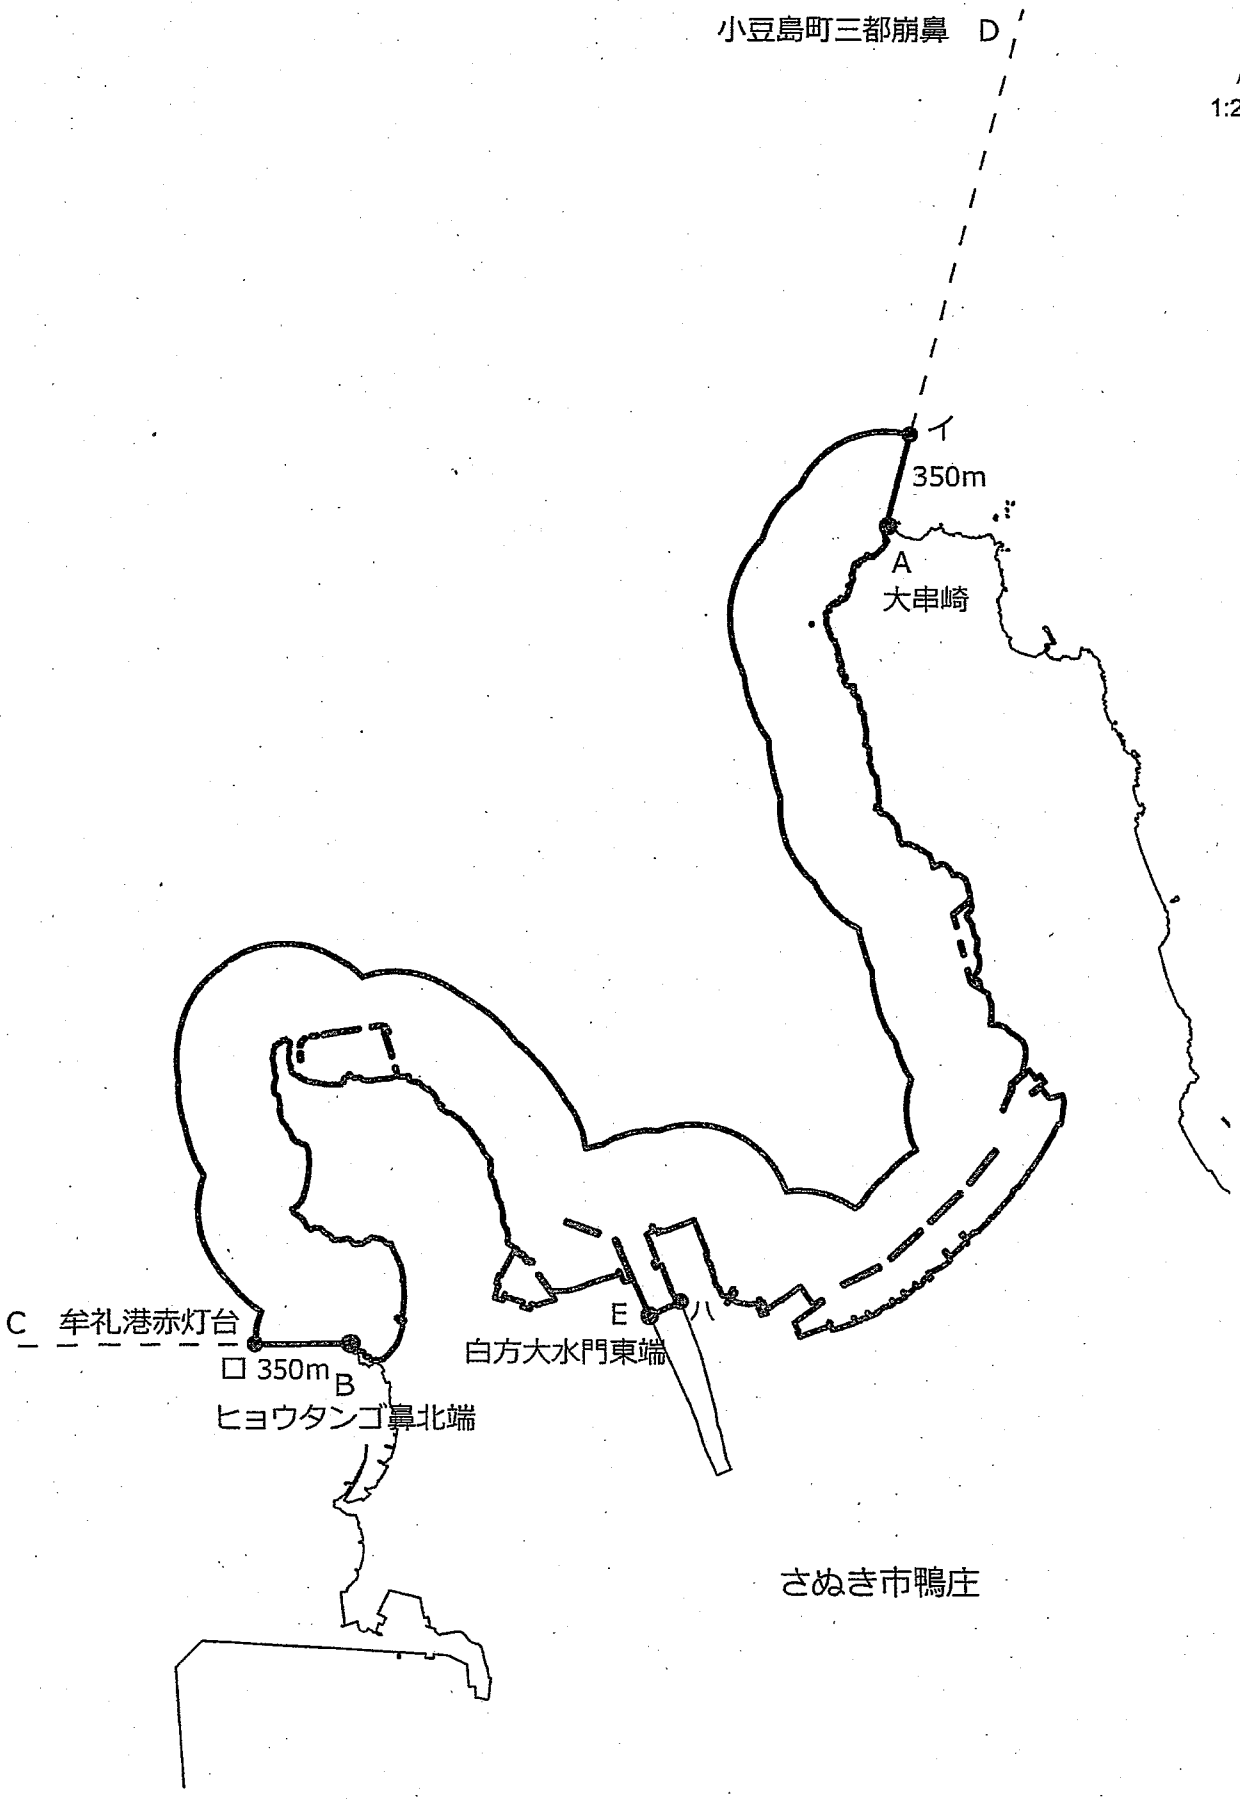 小豆島町三都崩鼻 D
1:2
イ
350m
A
大串崎
E
ハ
C 牟礼港赤灯台
白方大水門東端
ロ 350m
B
ヒョウタンゴ鼻北端
さぬき市鴨庄